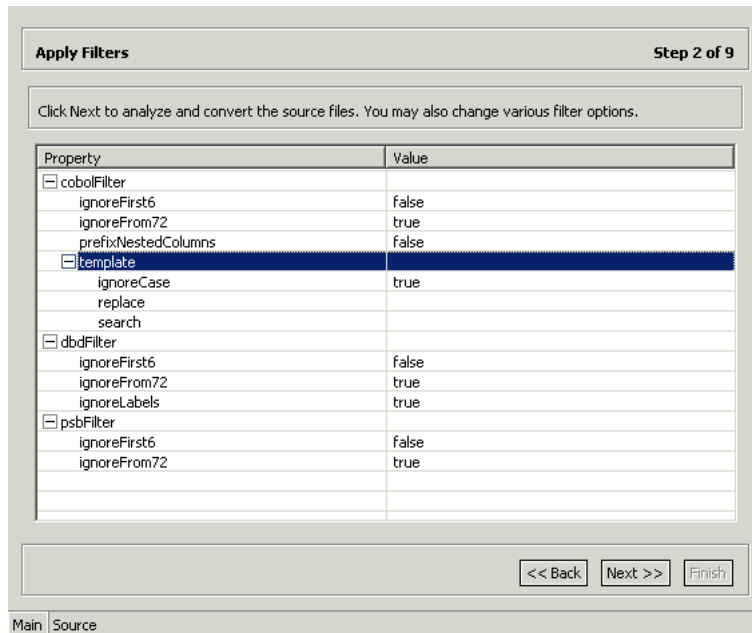 Apply Filters Step 2 of 9
Click Next to analyze and convert the source files. You may also change various filter options.
Property Value
cobolFilter
ignoreFirst6 false
ignoreFrom72 true
prefixNestedColumns false
template
ignoreCase true
replace
search
dbdFilter
ignoreFirst6 false
ignoreFrom72 true
ignoreLabels true
psbFilter
ignoreFirst6 false
ignoreFrom72 true
<< Back Next >> Finish
Main Source